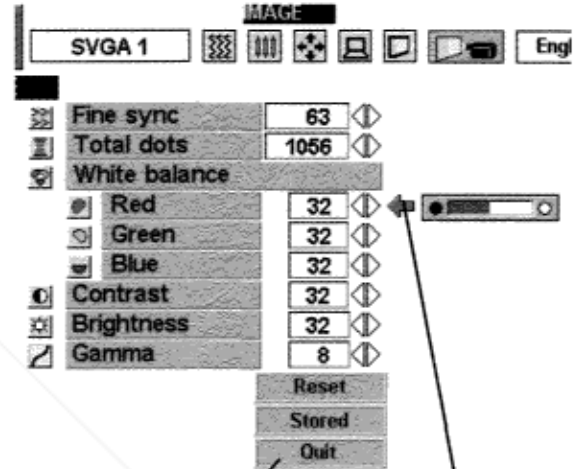 IMAGE
SVGA 1 Engl
Fine sync 63
Total dots 1056
White balance
Red 32
Green 32
Blue 32
Contrast 32
Brightness 32
Gamma 8
Reset
Stored
Quit